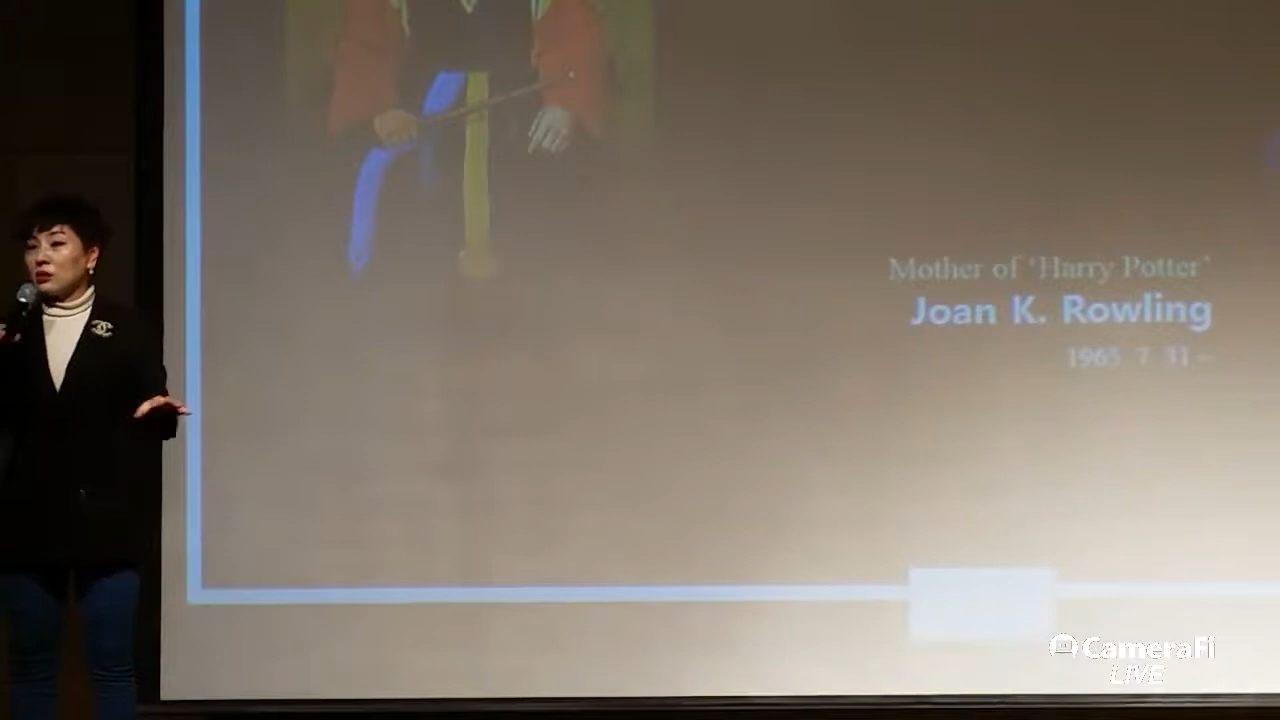 Mother of 'Harry Potter'
Joan K. Rowling
1965 7 31 ~
CameraFi
LIVE